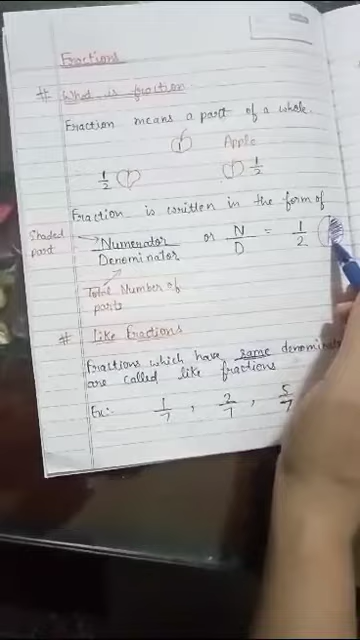 Fractions
# What is fraction
Fraction means a part of a whole.
Apple
1/2 1/2
Fraction is written in the form of
Shaded part Numerator/Denominator or N/D = 1/2
Total Number of
parts
# Like Fractions
Fractions which have same denomin
are called like fractions
Ex:- 1/7 , 2/7 , 5/7